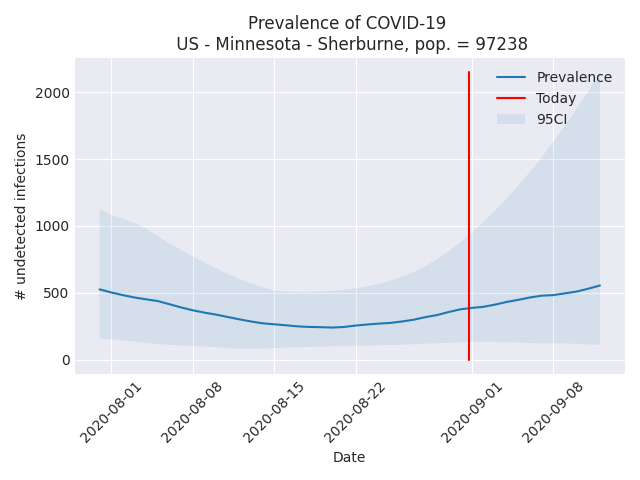 Prevalence of COVID-19
US - Minnesota - Sherburne, pop. = 97238
Prevalence
Today
95CI
# undetected infections
2000
1500
1000
500
0
2020-08-01
2020-08-08
2020-08-15
2020-08-22
2020-09-01
2020-09-08
Date